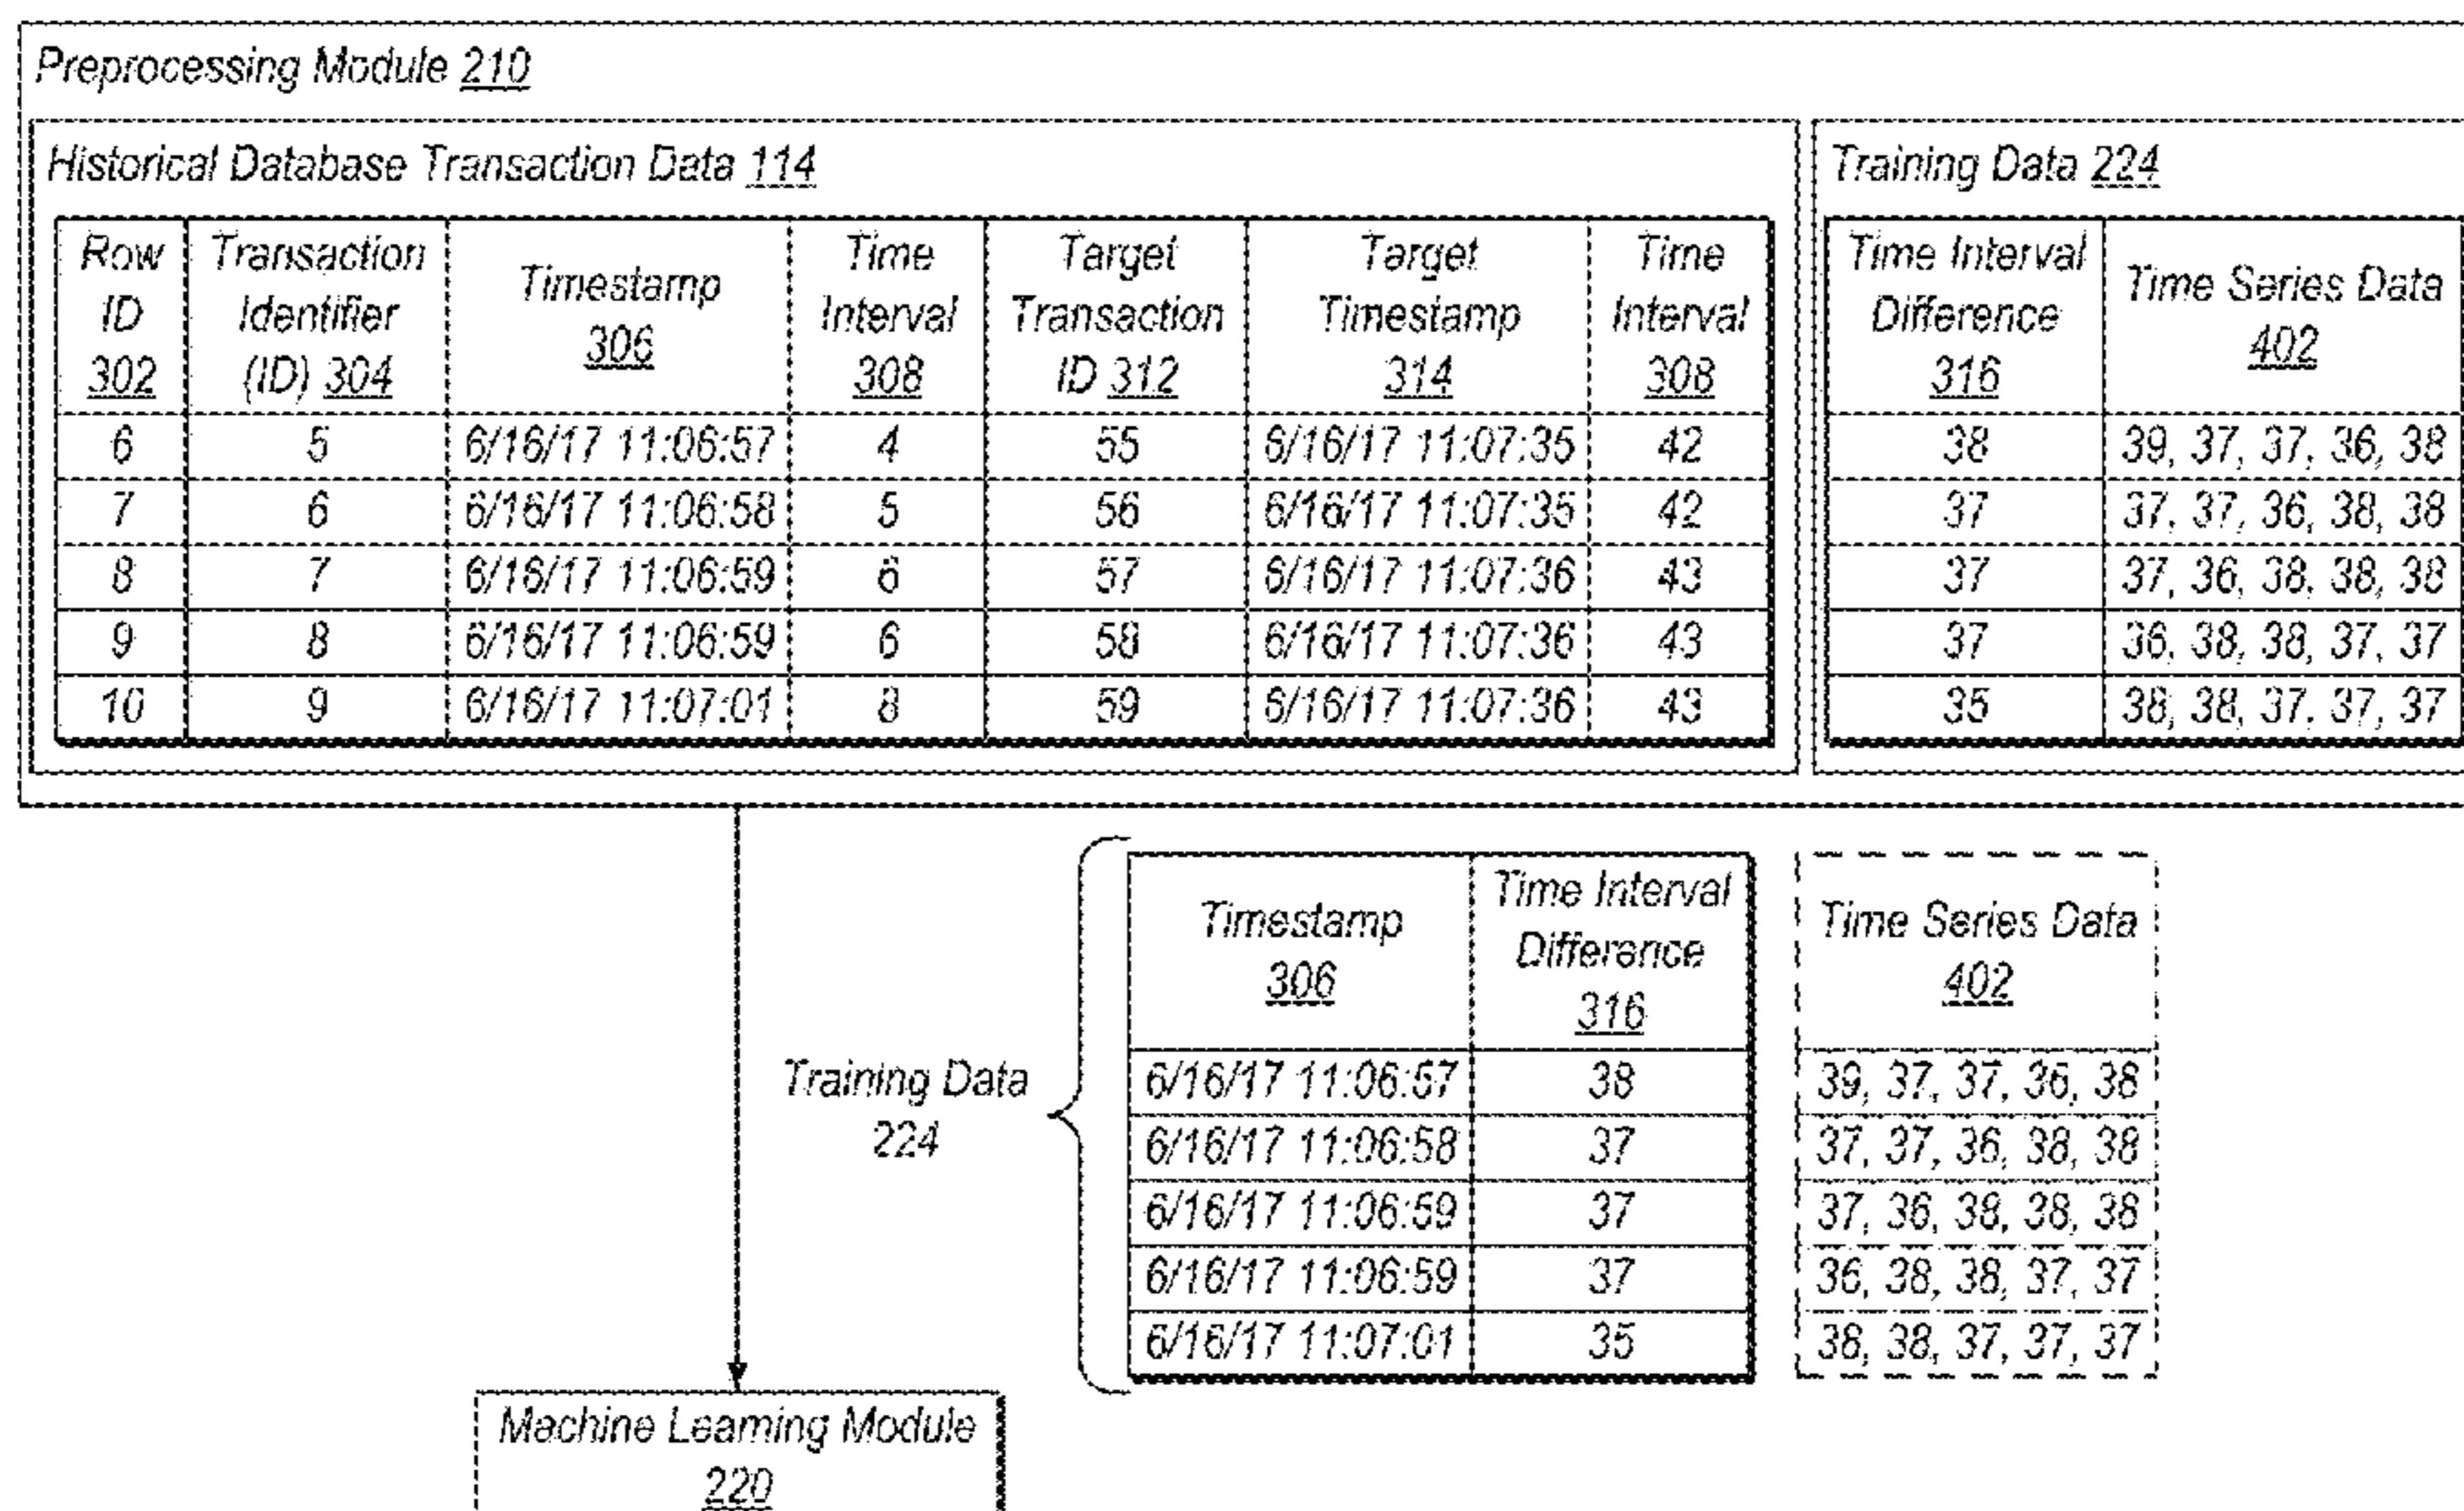 Preprocessing Module 210
Historical Database Transaction Data 114
Row ID 302
Transaction Identifier (ID) 304
Timestamp 306
Time Interval 308
Target Transaction ID 312
Target Timestamp 314
Time Interval 308
6 5 6/16/17 11:06:57 4 55 6/16/17 11:07:35 42
7 6 6/16/17 11:06:58 5 56 6/16/17 11:07:35 42
8 7 6/16/17 11:06:59 6 57 6/16/17 11:07:36 43
9 8 6/16/17 11:06:59 6 58 6/16/17 11:07:36 43
10 9 6/16/17 11:07:01 8 59 6/16/17 11:07:36 43
Training Data 224
Time Interval Difference 316
Time Series Data 402
38 39, 37, 37, 36, 38
37 37, 37, 36, 38, 38
37 37, 36, 38, 38, 38
37 36, 38, 38, 37, 37
35 38, 38, 37, 37, 37
Training Data
224
Timestamp 306
Time Interval Difference 316
Time Series Data 402
6/16/17 11:06:57 38 39, 37, 37, 36, 38
6/16/17 11:06:58 37 37, 37, 36, 38, 38
6/16/17 11:06:59 37 37, 36, 38, 38, 38
6/16/17 11:06:59 37 36, 38, 38, 37, 37
6/16/17 11:07:01 35 38, 38, 37, 37, 37
Machine Learning Module
220